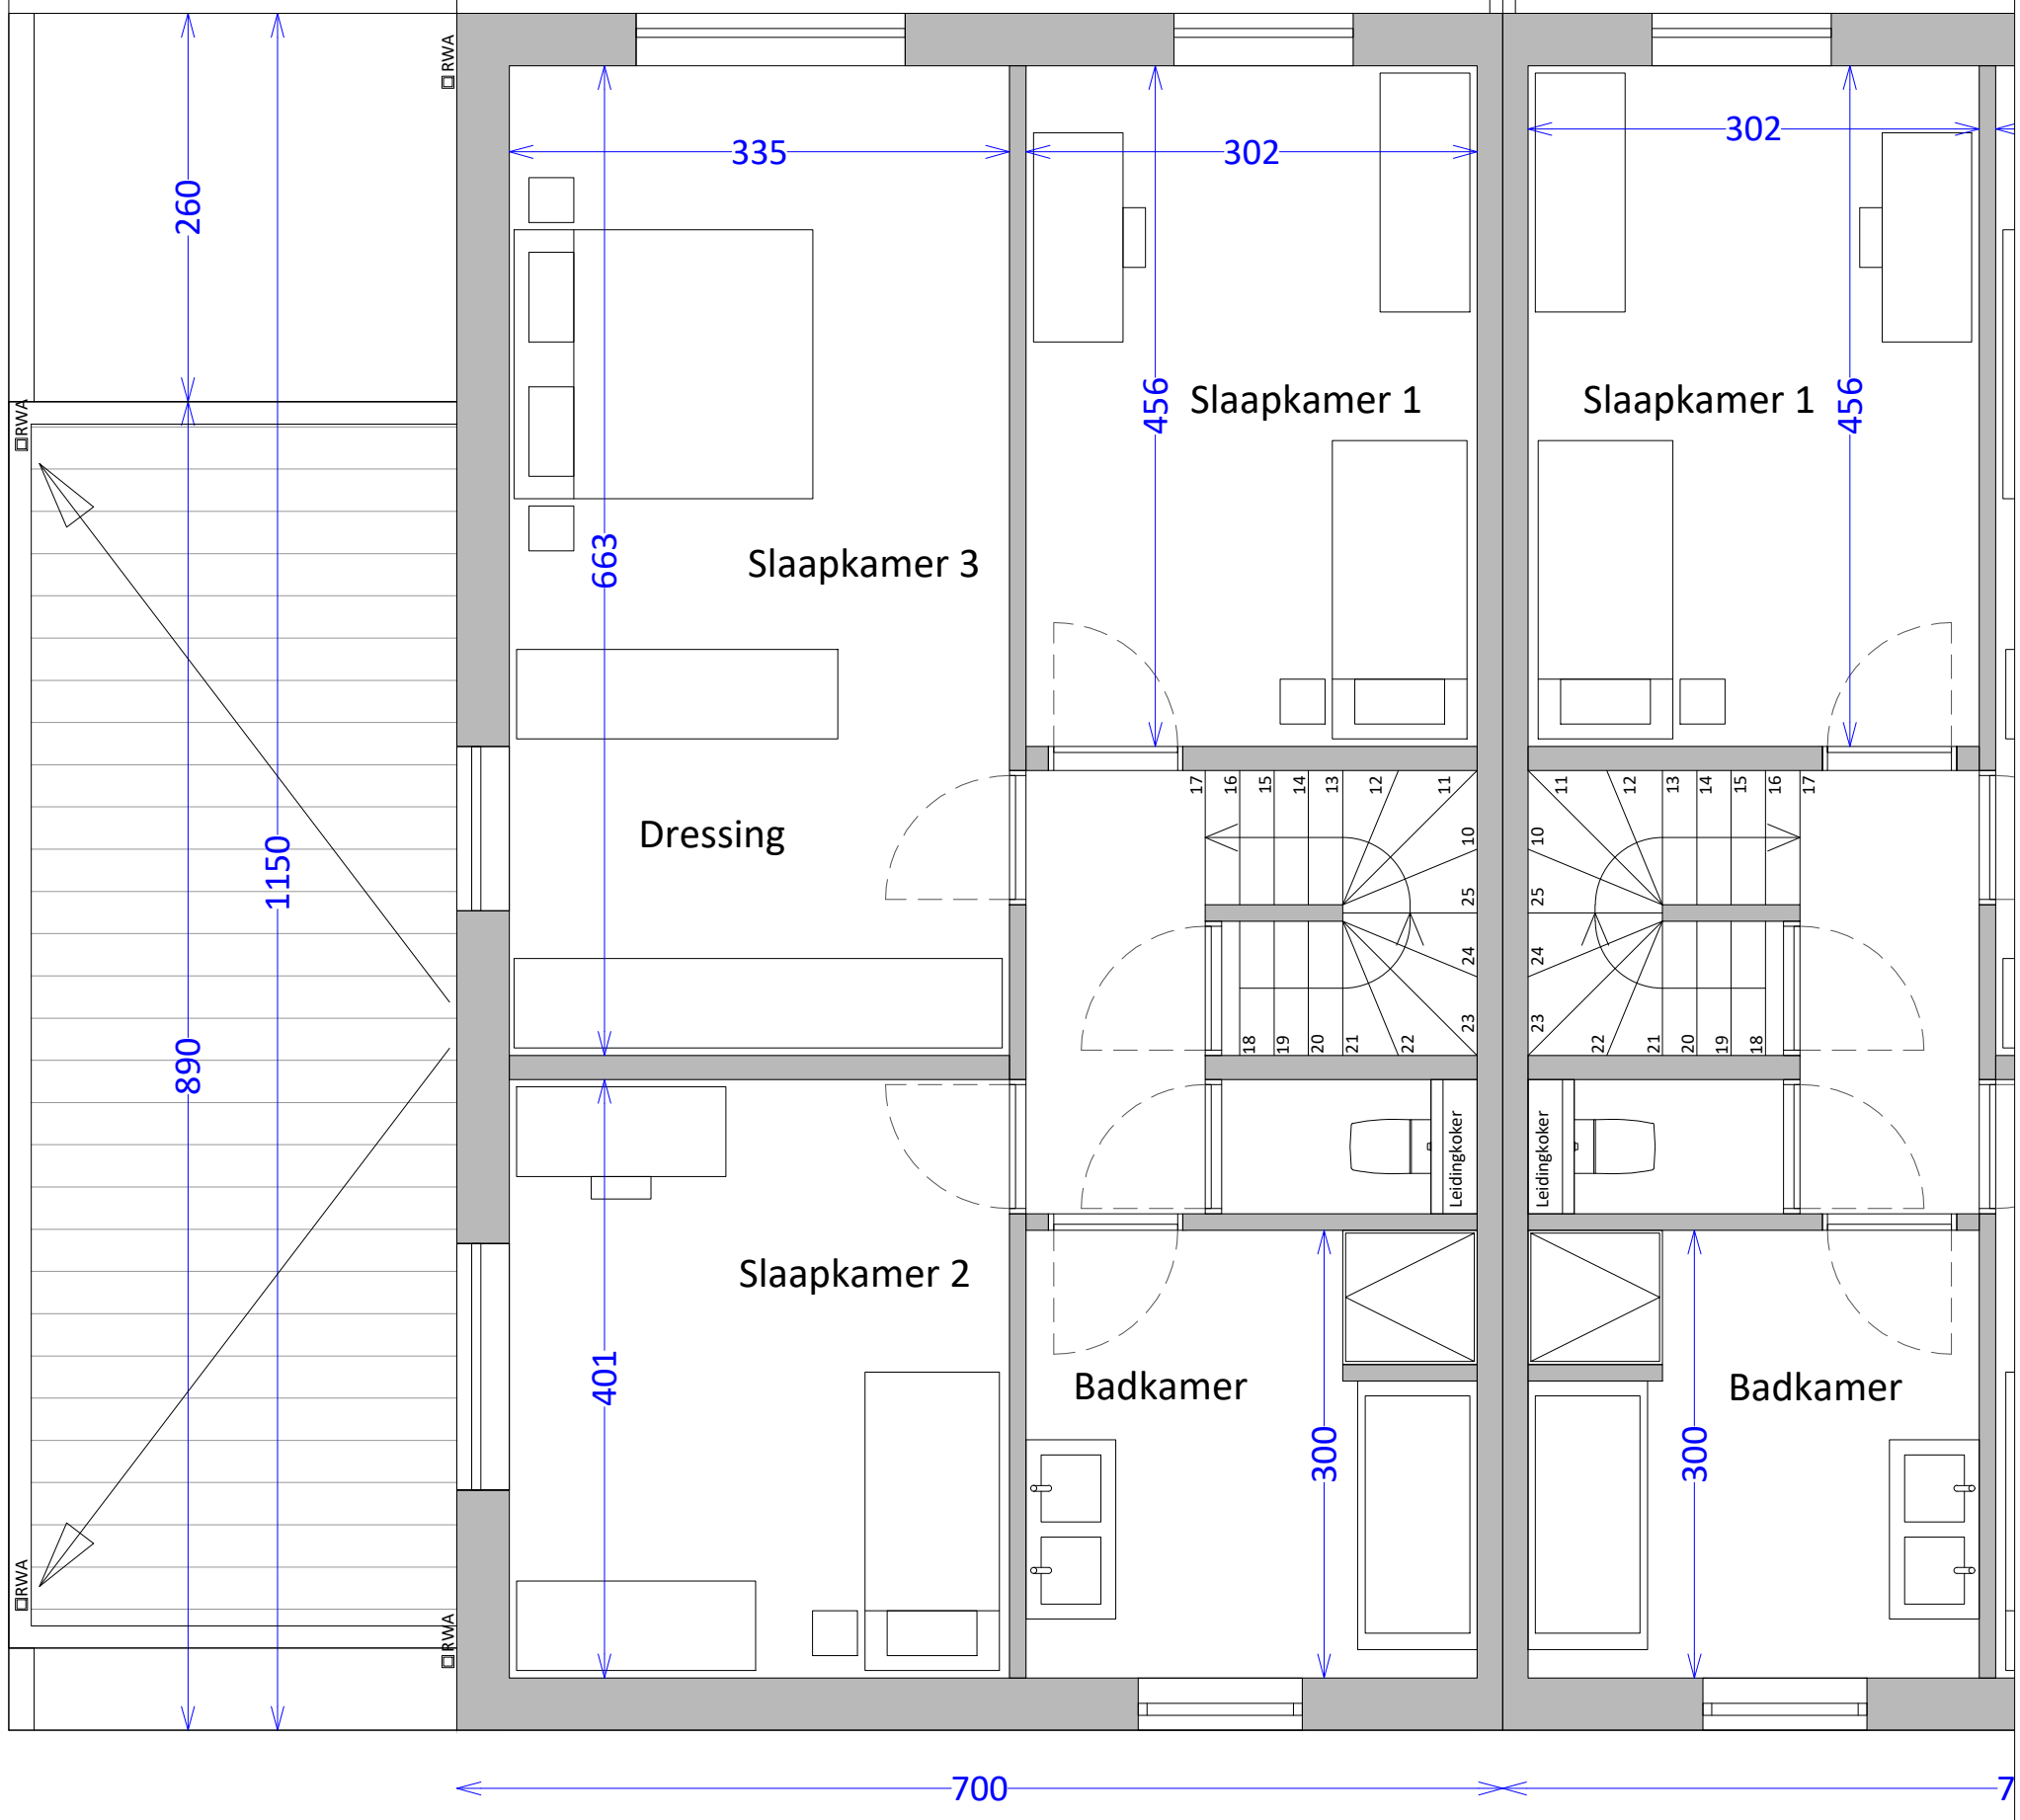 RWA
260
335
302
302
RWA
456
Slaapkamer 1
Slaapkamer 1
456
663
Slaapkamer 3
17 16 15 14 13 12 11
11 12 13 14 15 16 17
Dressing
10
10
1150
25
25
24
24
890
18 19 20 21 22 23
23 22 21 20 19 18
Leidingkoker
Leidingkoker
Slaapkamer 2
401
Badkamer
Badkamer
300
300
RWA
RWA
700
7